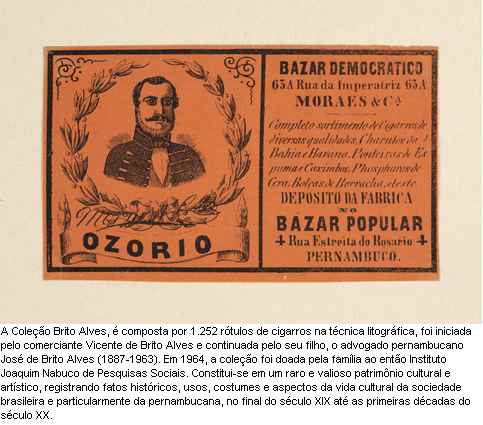 BAZAR DEMOCRATICO
63A Rua da Imperatriz 63A
MORAES & Cª
Completo sortimento de Cigarros de
diversas qualidades, Charutos da
Bahia e Havana, Ponteiras de Es
puma e Caximbos, Phosphoros de
Cera, Bolças de Borracha, etc etc
DEPOSITO DA FABRICA
NO
BAZAR POPULAR
4 Rua Estreita do Rosario 4
PERNAMBUCO.
OZORIO
A Coleção Brito Alves, é composta por 1.252 rótulos de cigarros na técnica litográfica, foi iniciada
pelo comerciante Vicente de Brito Alves e continuada pelo seu filho, o advogado pernambucano
José de Brito Alves (1887-1963). Em 1964, a coleção foi doada pela família ao então Instituto
Joaquim Nabuco de Pesquisas Sociais. Constitui-se em um raro e valioso patrimônio cultural e
artístico, registrando fatos históricos, usos, costumes e aspectos da vida cultural da sociedade
brasileira e particularmente da pernambucana, no final do século XIX até as primeiras décadas do
século XX.